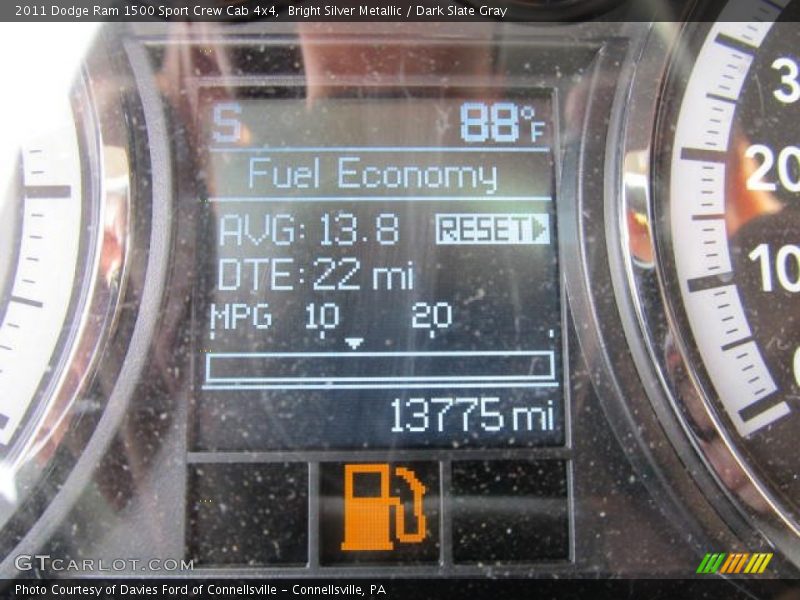 2011 Dodge Ram 1500 Sport Crew Cab 4x4,  Bright Silver Metallic / Dark Slate Gray
S 88°F
Fuel Economy
AVG: 13.8 RESET
DTE: 22 mi
MPG 10 20
13775 mi
20
10
GTCARLOT.COM
Photo Courtesy of Davies Ford of Connellsville - Connellsville, PA